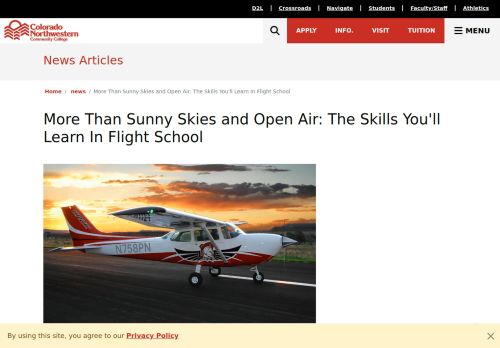 D2L | Crossroads | Navigate | Students | Faculty/Staff | Athletics
Colorado
Northwestern
Community College
APPLY INFO. VISIT TUITION MENU
News Articles
Home / news / More Than Sunny Skies and Open Air: The Skills You'll Learn In Flight School
More Than Sunny Skies and Open Air: The Skills You'll
Learn In Flight School
N758PN
By using this site, you agree to our Privacy Policy ×